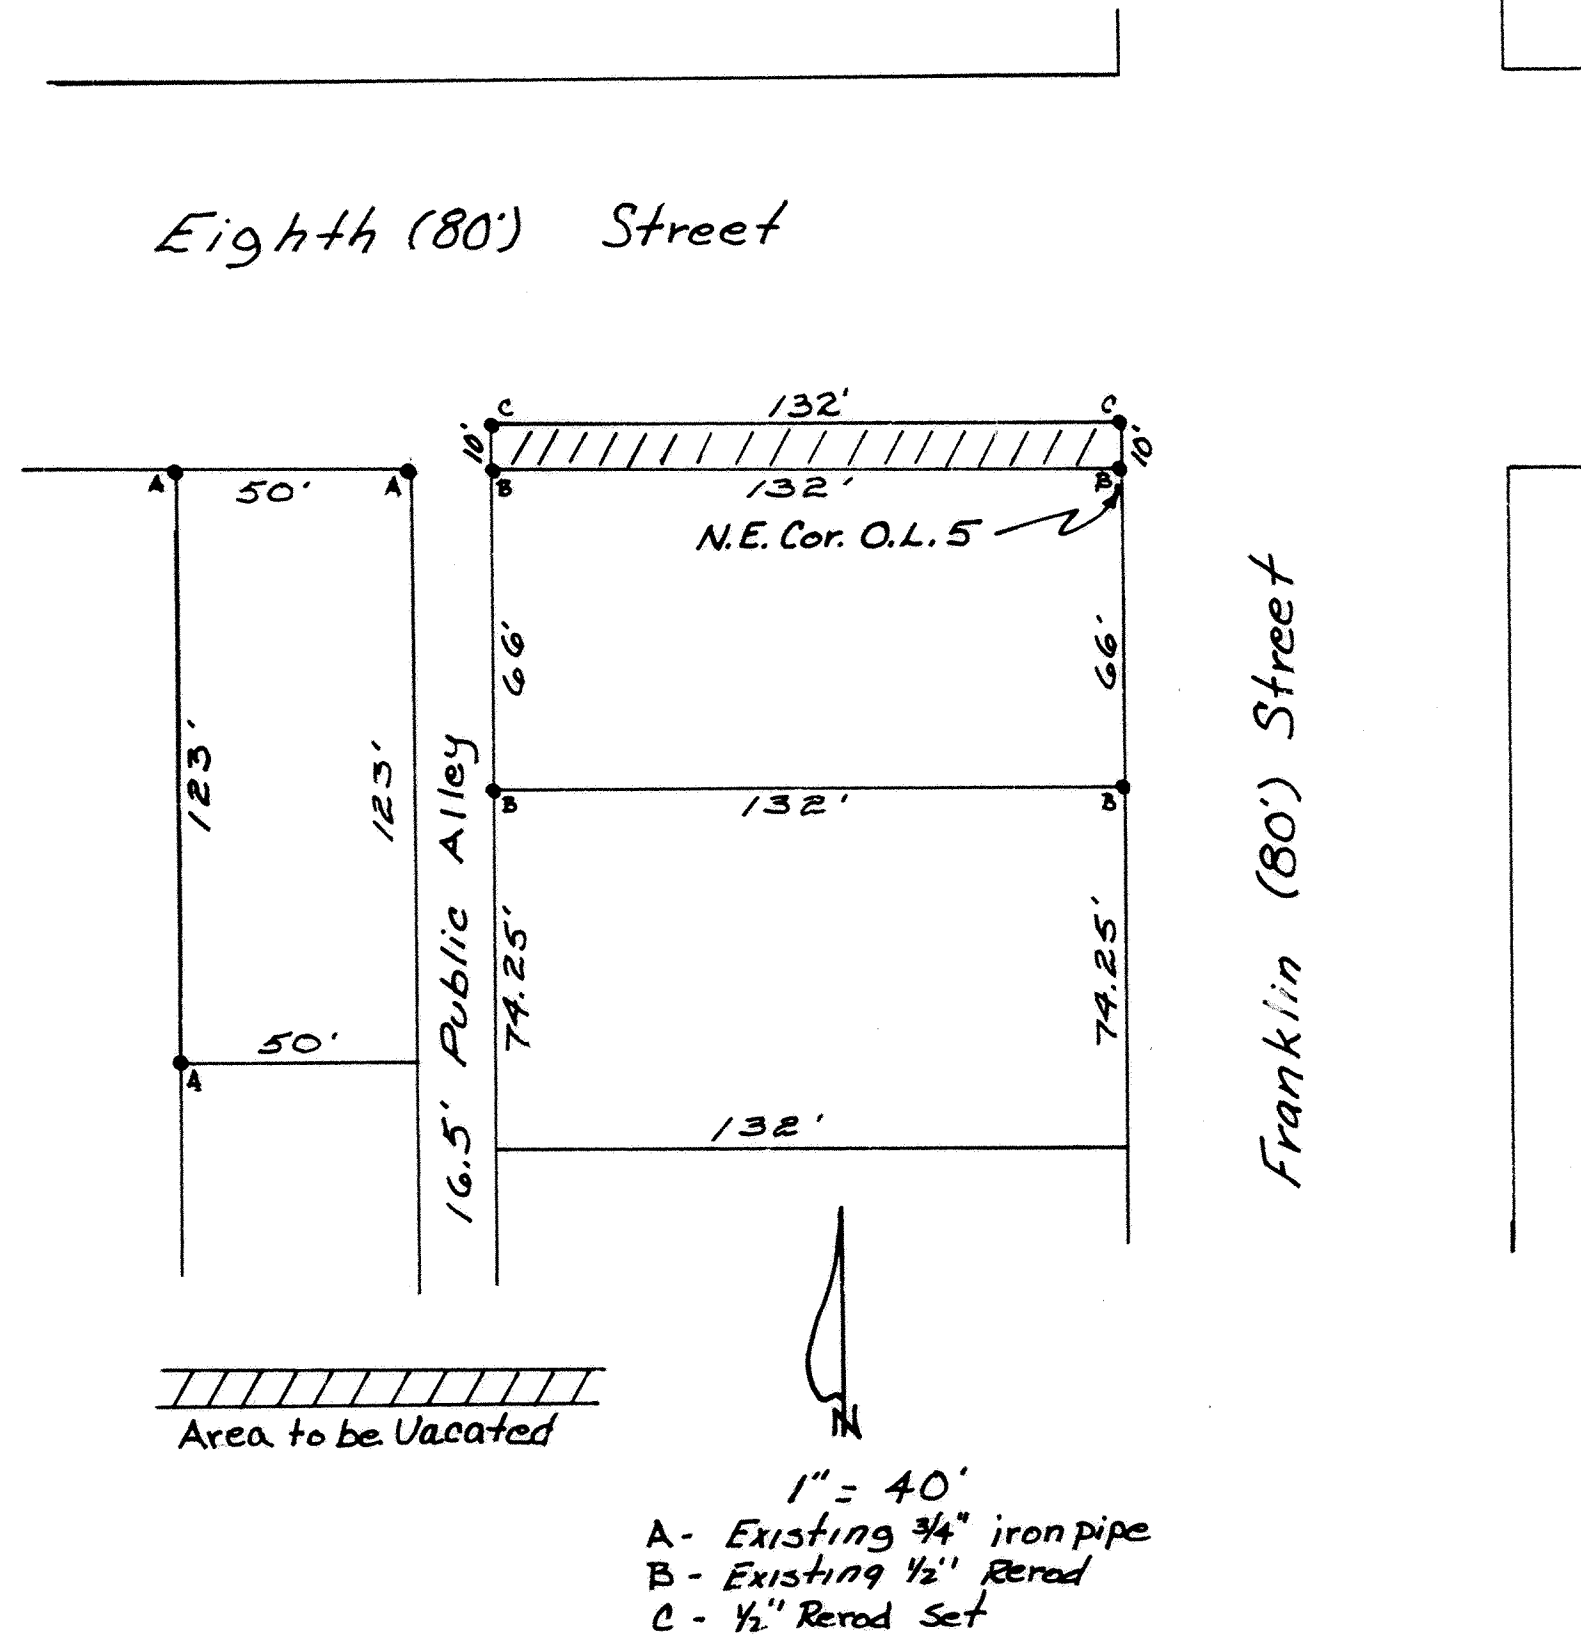 Eighth (80') Street
C 132' C
10' 10'
A 50' A B 132' B
N.E. Cor. O.L. 5
66' 66'
123' 123'
B 132' B
16.5' Public Alley
74.25' 74.25'
Franklin (80') Street
50'
A
132'
Area to be Vacated
N
1" = 40'
A - Existing 3/4" iron pipe
B - Existing 1/2" Rerod
C - 1/2" Rerod Set